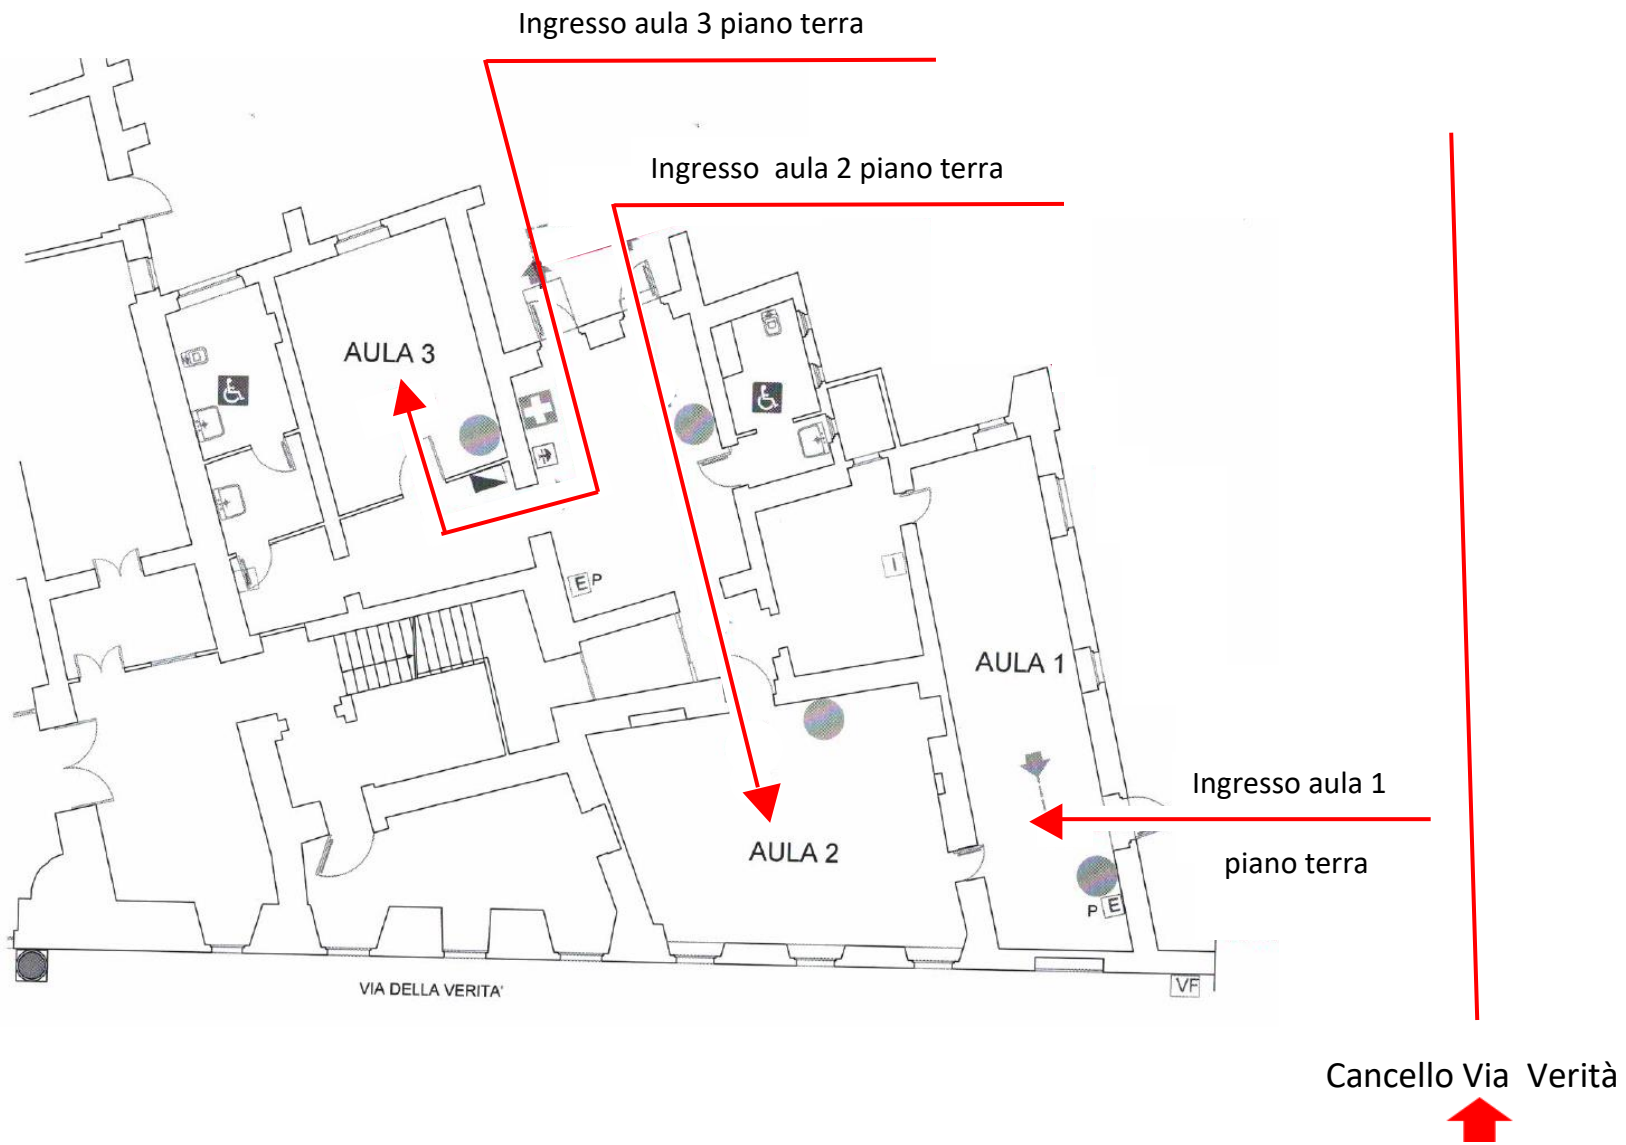 Ingresso aula 3 piano terra
Ingresso aula 2 piano terra
AULA 3
E P
I
AULA 1
Ingresso aula 1
piano terra
AULA 2
P E
VIA DELLA VERITA'
VF
Cancello Via Verità